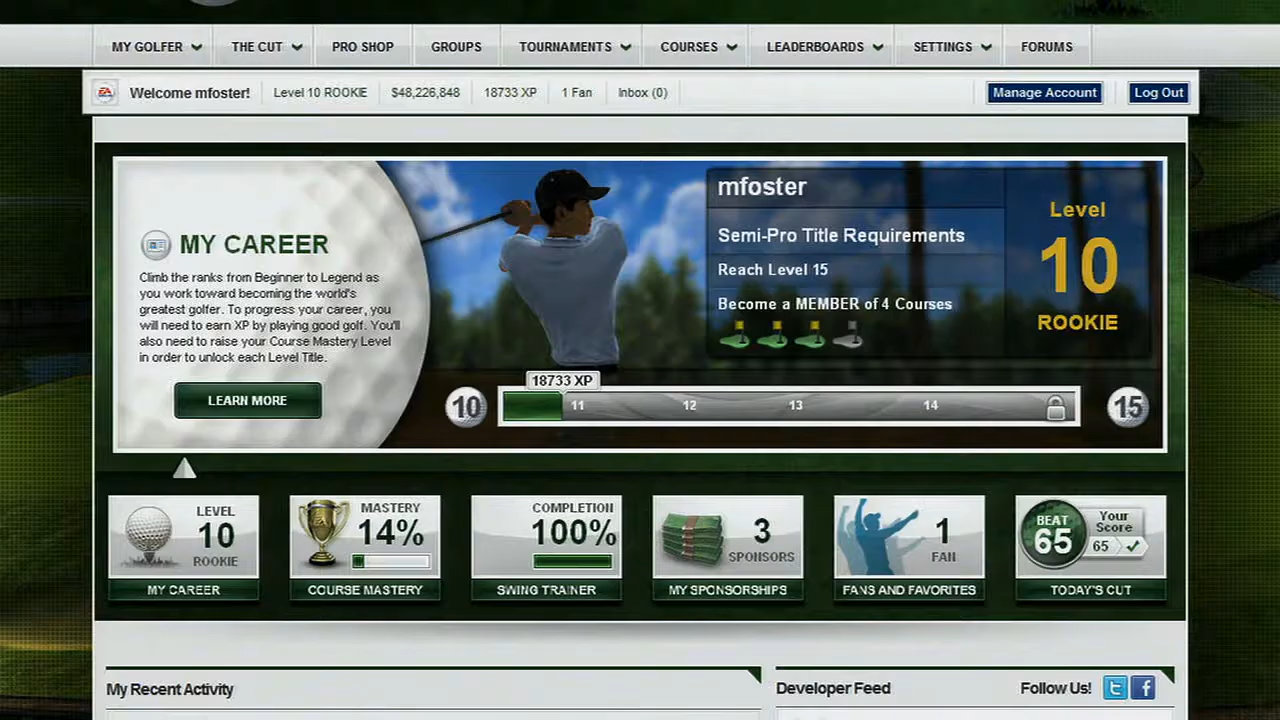 MY GOLFER THE CUT PRO SHOP GROUPS TOURNAMENTS COURSES LEADERBOARDS SETTINGS FORUMS
EA Welcome mfoster! Level 10 ROOKIE $48,226,848 18733 XP 1 Fan Inbox (0) Manage Account Log Out
MY CAREER
Climb the ranks from Beginner to Legend as
you work toward becoming the world's
greatest golfer. To progress your career, you
will need to earn XP by playing good golf. You'll
also need to raise your Course Mastery Level
in order to unlock each Level Title.
LEARN MORE
mfoster
Semi-Pro Title Requirements
Reach Level 15
Become a MEMBER of 4 Courses
Level
10
ROOKIE
18733 XP
10 11 12 13 14 15
LEVEL
10
ROOKIE
MY CAREER
EA
MASTERY
14%
COURSE MASTERY
COMPLETION
100%
SWING TRAINER
3
SPONSORS
MY SPONSORSHIPS
1
FAN
FANS AND FAVORITES
BEAT
65
Your
Score
65
TODAY'S CUT
My Recent Activity
Developer Feed Follow Us! t f